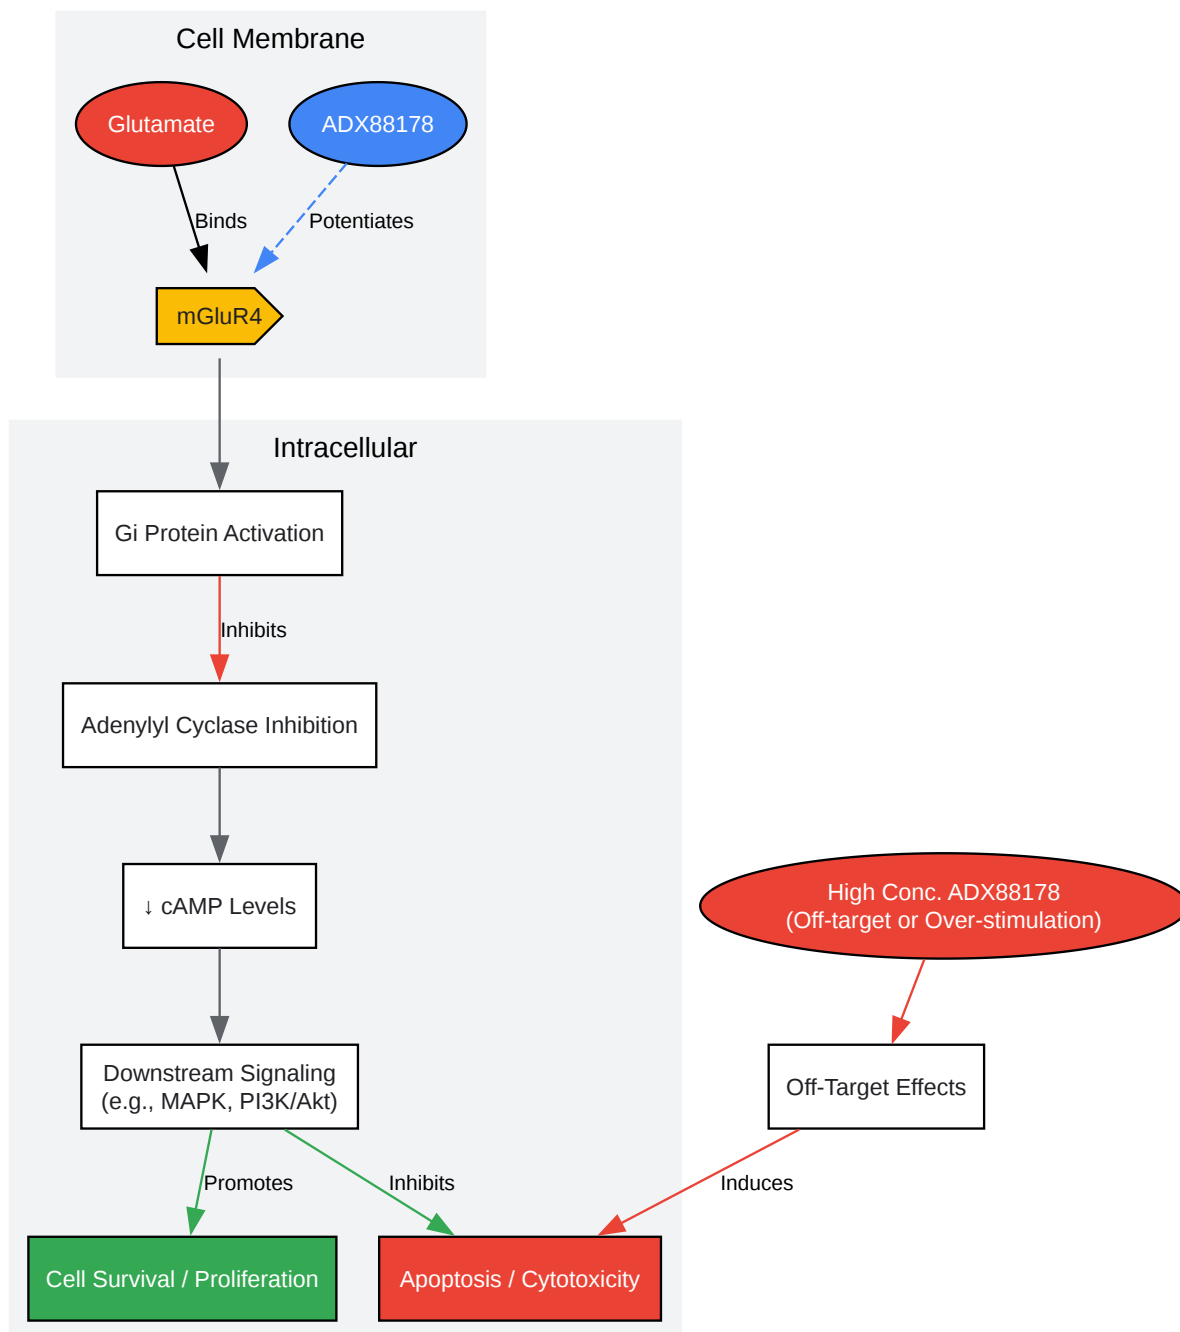 Cell Membrane
Glutamate
ADX88178
Binds
Potentiates
mGluR4
Intracellular
Gi Protein Activation
Inhibits
Adenylyl Cyclase Inhibition
↓ cAMP Levels
High Conc. ADX88178
(Off-target or Over-stimulation)
Downstream Signaling
(e.g., MAPK, PI3K/Akt)
Off-Target Effects
Promotes
Inhibits
Induces
Cell Survival / Proliferation
Apoptosis / Cytotoxicity